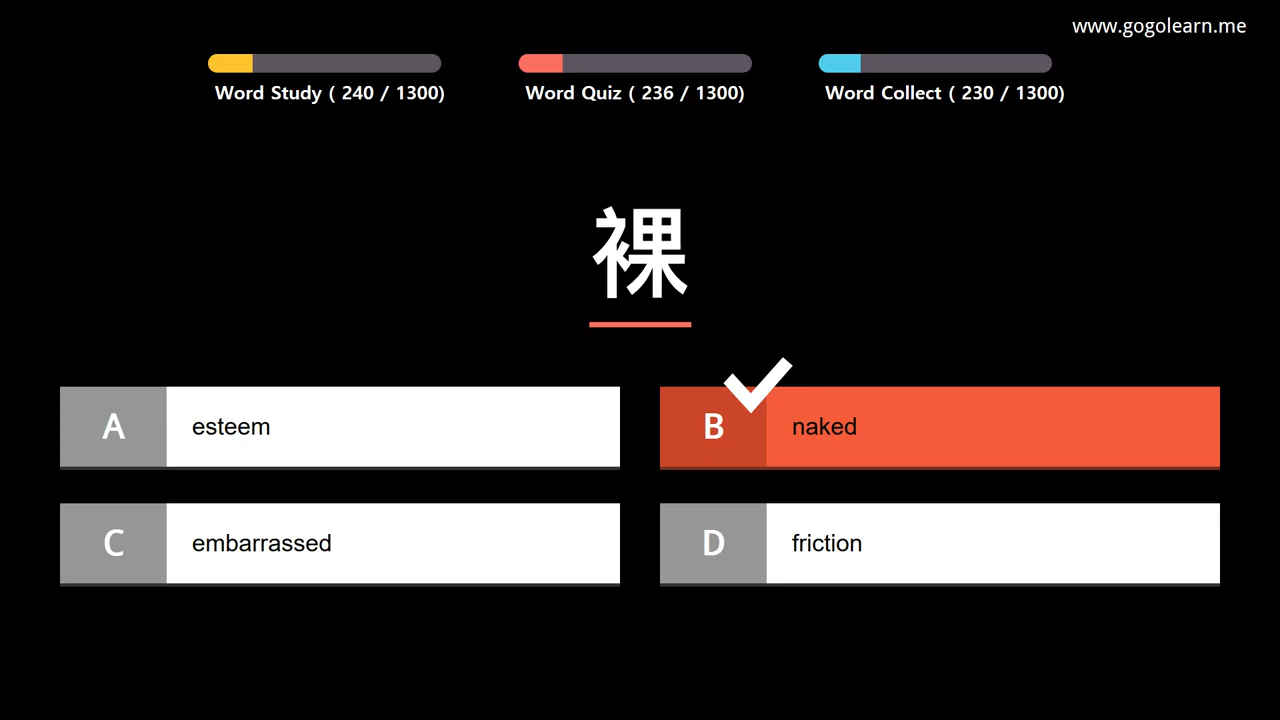 www.gogolearn.me
Word Study ( 240 / 1300)
Word Quiz ( 236 / 1300)
Word Collect ( 230 / 1300)
裸
A esteem
B naked
C embarrassed
D friction